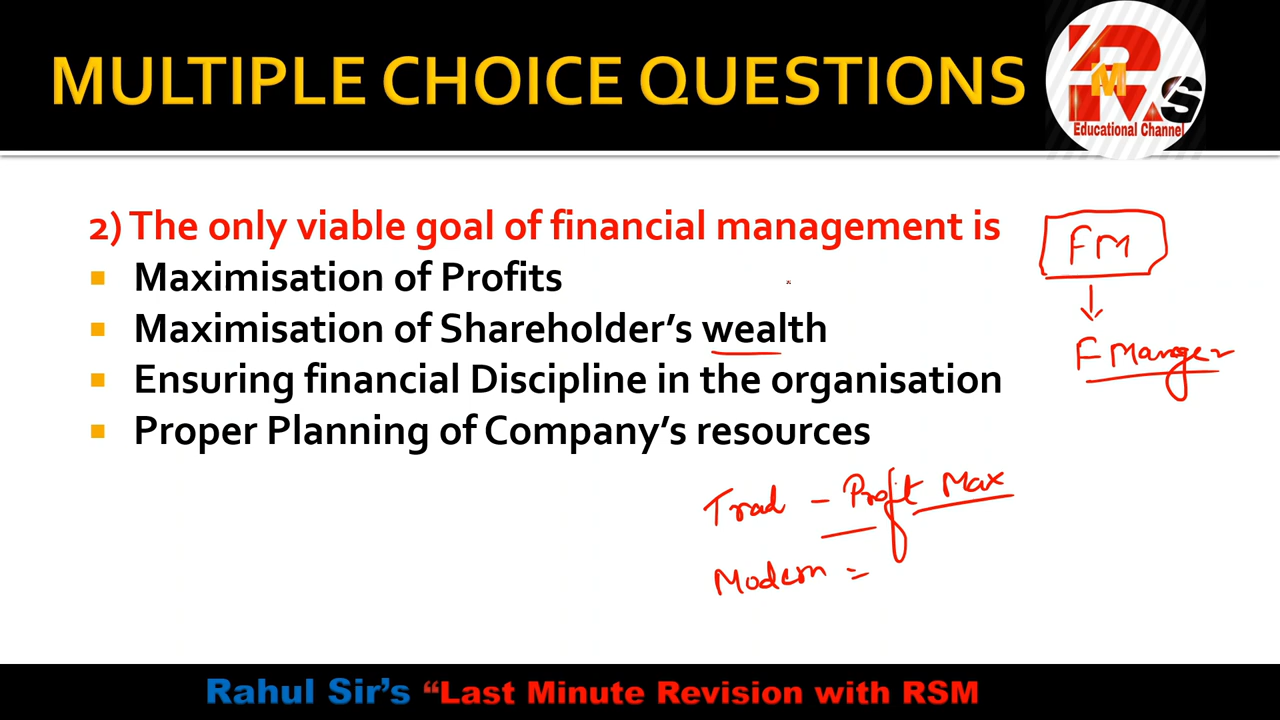 MULTIPLE CHOICE QUESTIONS
R
M
S
Educational Channel
2) The only viable goal of financial management is
Maximisation of Profits
Maximisation of Shareholder's wealth
Ensuring financial Discipline in the organisation
Proper Planning of Company's resources
FM
F Manger
Trad - Profit Max
Modern =
Rahul Sir's "Last Minute Revision with RSM